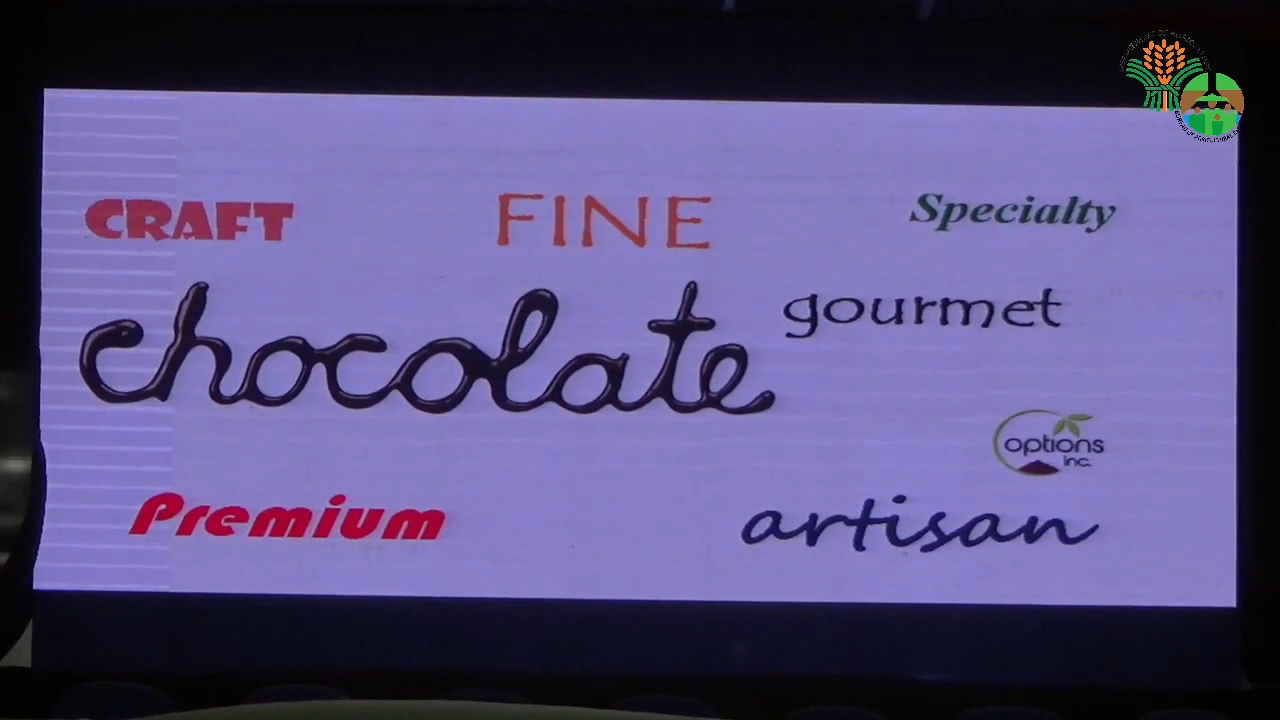 CRAFT
FINE
Specialty
chocolate
gourmet
options
inc.
Premium
artisan